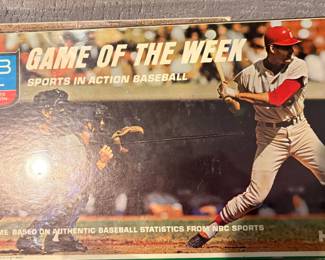 GAME OF THE WEEK
SPORTS IN ACTION BASEBALL
BASED ON AUTHENTIC BASEBALL STATISTICS FROM NBC SPORTS